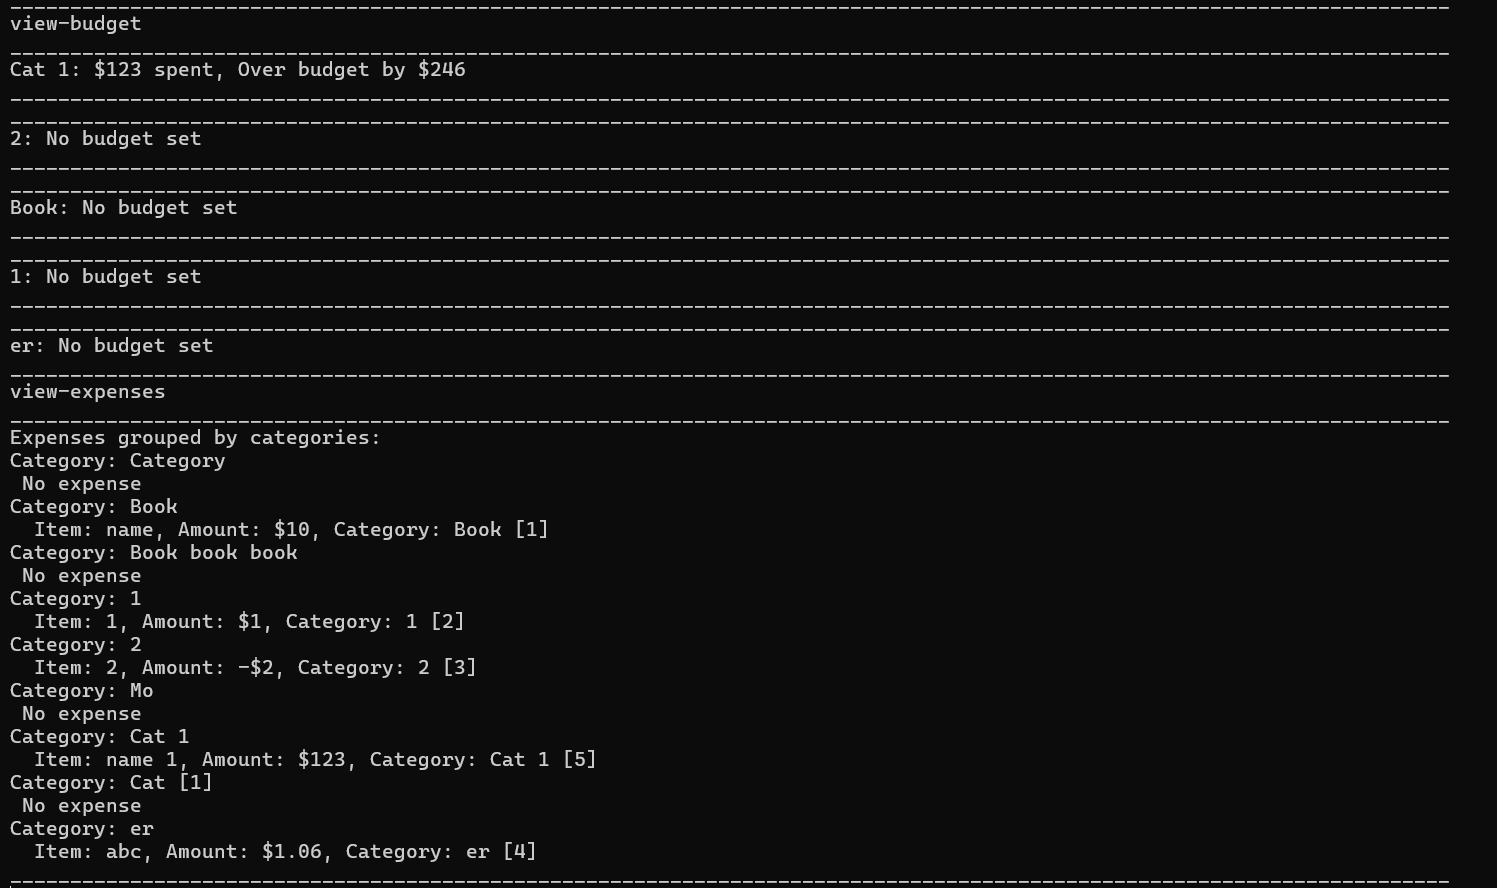 view-budget
Cat 1: $123 spent, Over budget by $246
2: No budget set
Book: No budget set
1: No budget set
er: No budget set
view-expenses
Expenses grouped by categories:
Category: Category
No expense
Category: Book
Item: name, Amount: $10, Category: Book [1]
Category: Book book book
No expense
Category: 1
Item: 1, Amount: $1, Category: 1 [2]
Category: 2
Item: 2, Amount: -$2, Category: 2 [3]
Category: Mo
No expense
Category: Cat 1
Item: name 1, Amount: $123, Category: Cat 1 [5]
Category: Cat [1]
No expense
Category: er
Item: abc, Amount: $1.06, Category: er [4]